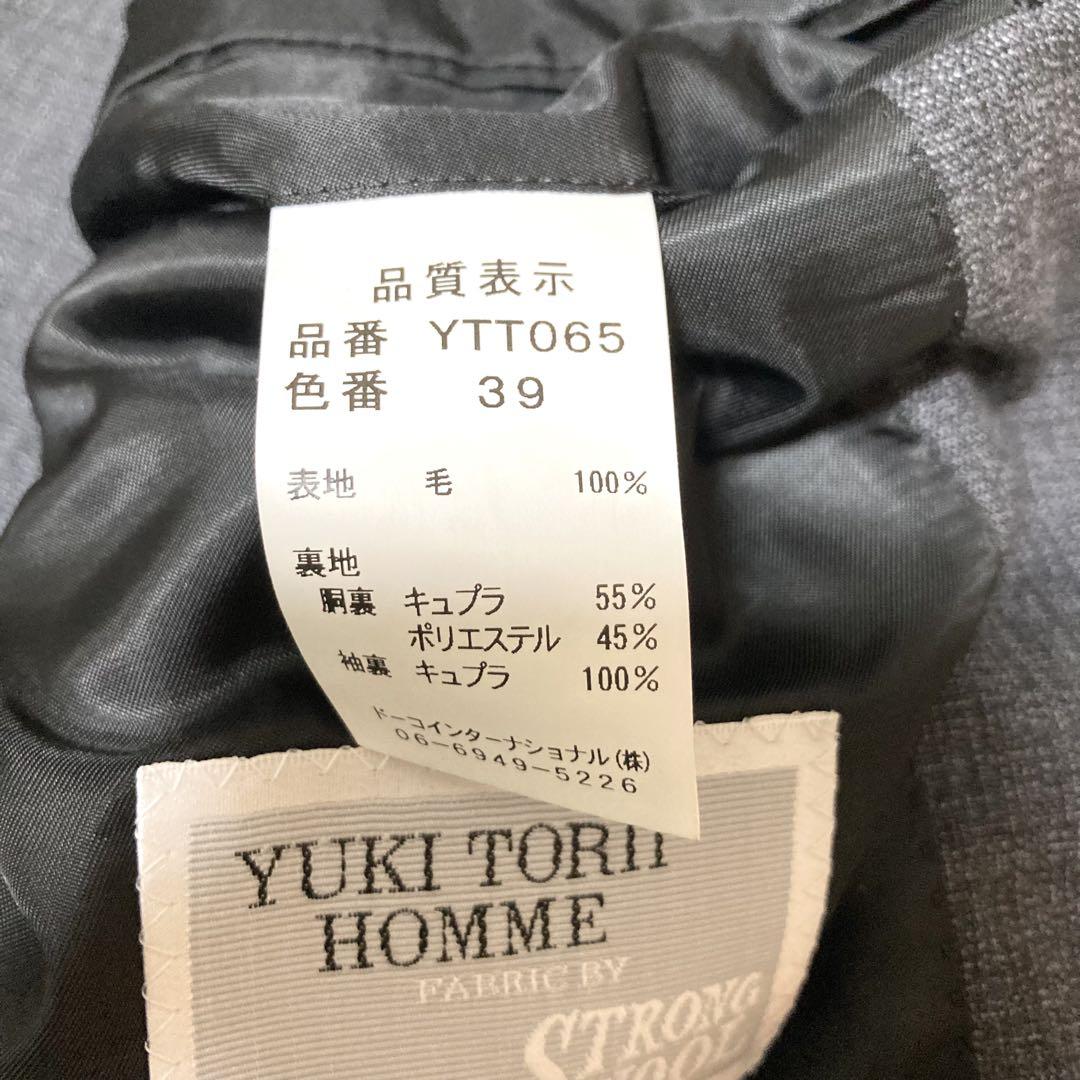 品質表示
品番 YTT065
色番 39
表地 毛 100%
裏地
胴裏 キュプラ 55%
ポリエステル 45%
袖裏 キュプラ 100%
ドーコインターナショナル(株)
06-6949-5226
YUKI TORII
HOMME
FABRIC BY
STRONG
WOOL